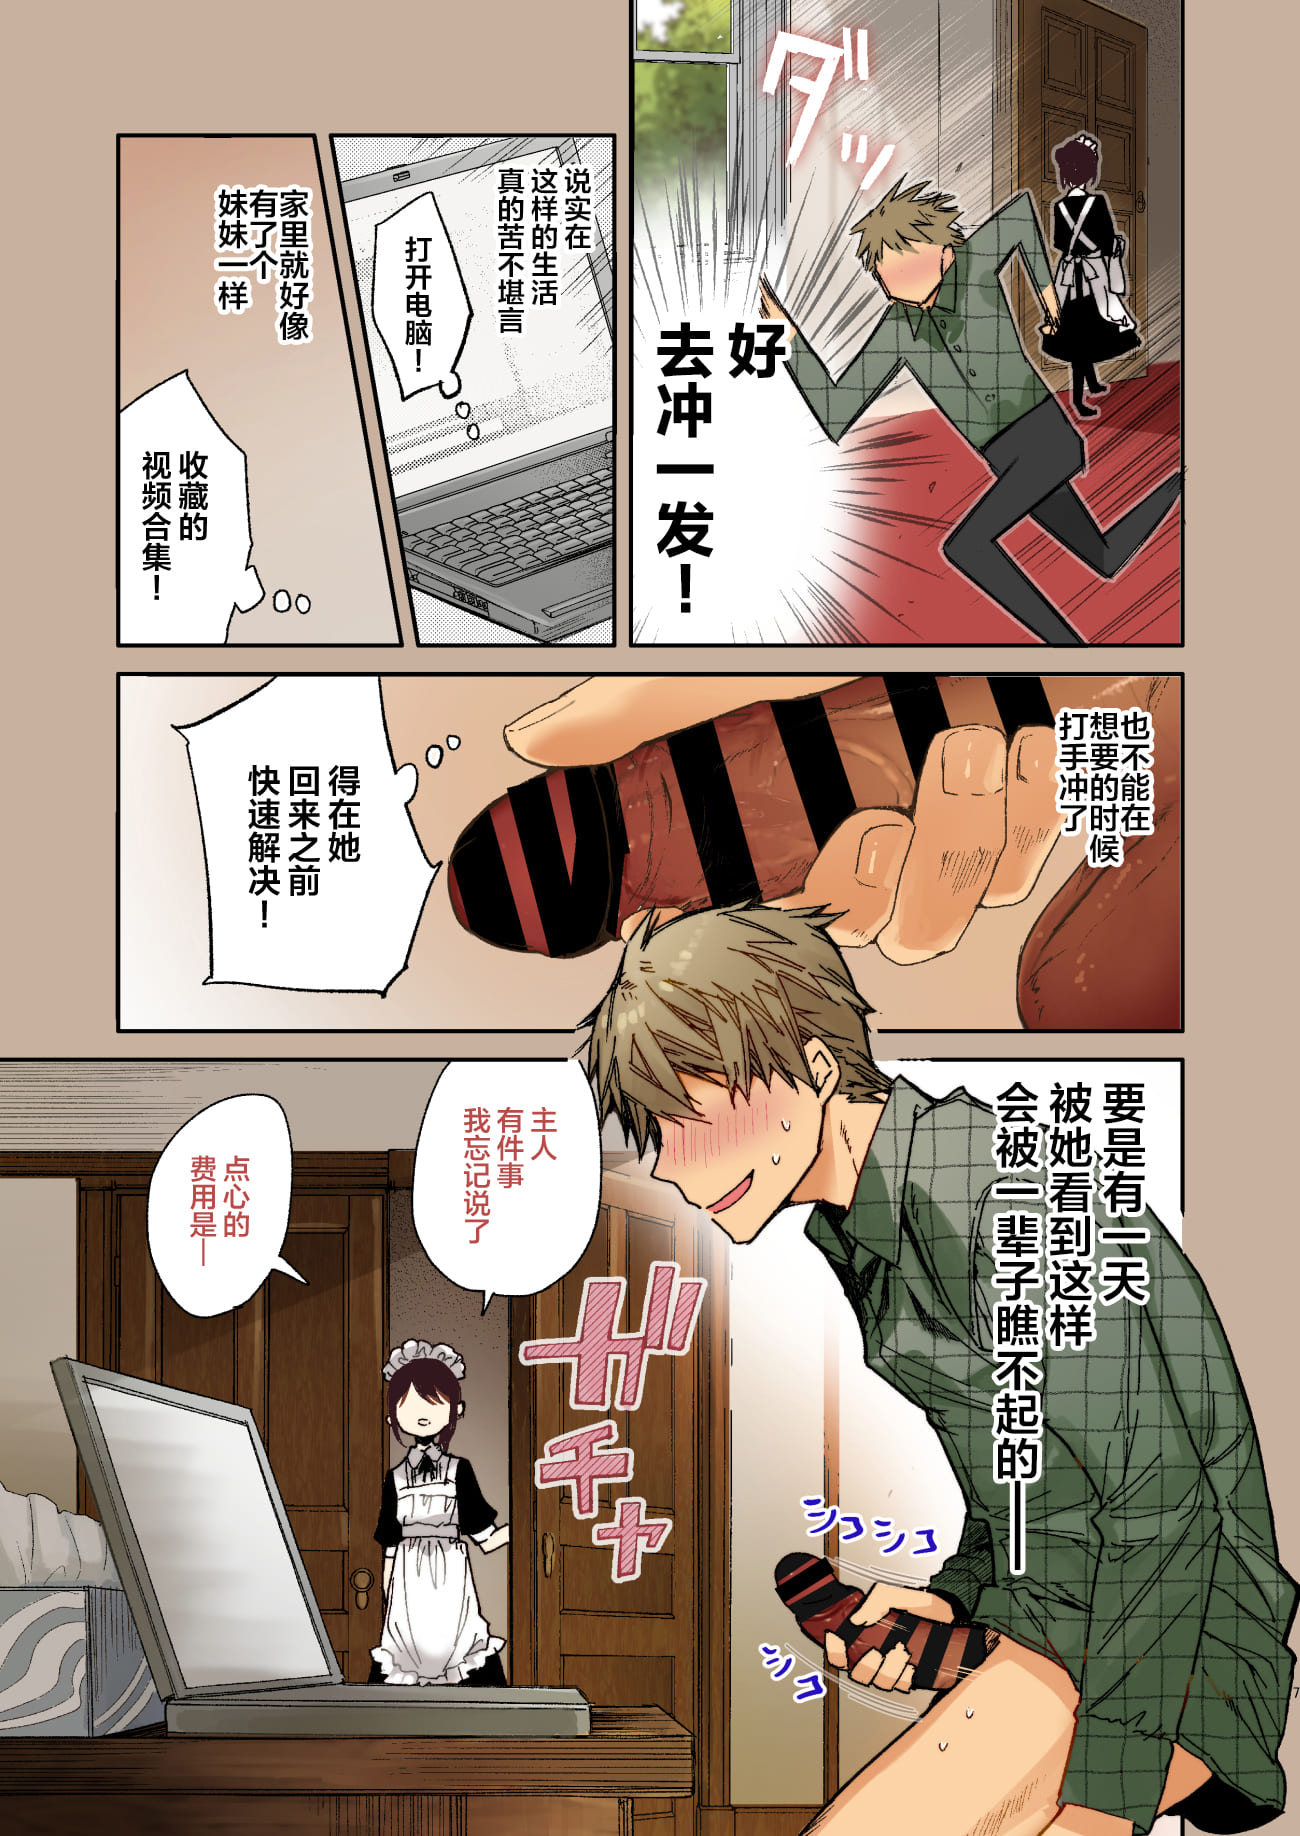 ダッ
好
去冲一发！
说实在
这样的生活
真的苦不堪言
打开电脑！
家里就好像
有了个
妹妹一样
收藏的
视频合集！
也不能在
想要的时候
打手冲了
得在她
回来之前
快速解决！
要是有一天
被她看到这样
会被一辈子瞧不起的——
シコシコ
シコ
主人
有件事
我忘记说了
ガチャ
点心的
费用是—
7